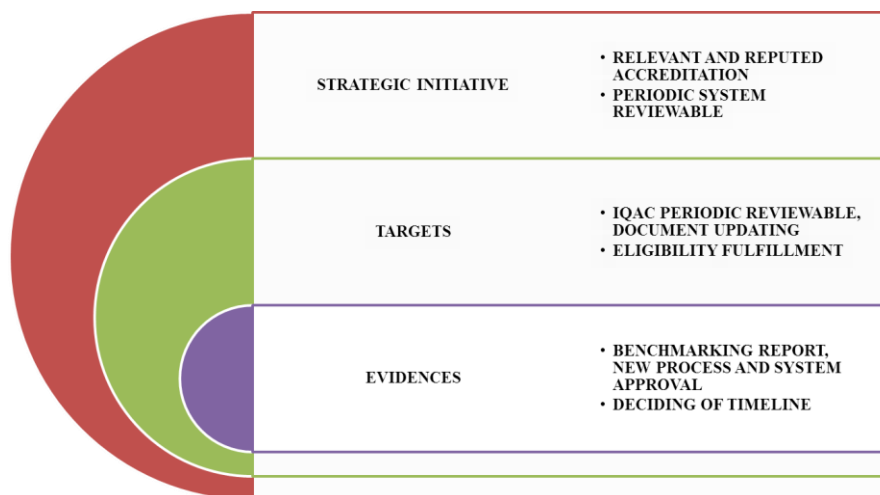 STRATEGIC INITIATIVE
• RELEVANT AND REPUTED
ACCREDITATION
• PERIODIC SYSTEM
REVIEWABLE
TARGETS
• IQAC PERIODIC REVIEWABLE,
DOCUMENT UPDATING
• ELIGIBILITY FULFILLMENT
EVIDENCES
• BENCHMARKING REPORT,
NEW PROCESS AND SYSTEM
APPROVAL
• DECIDING OF TIMELINE